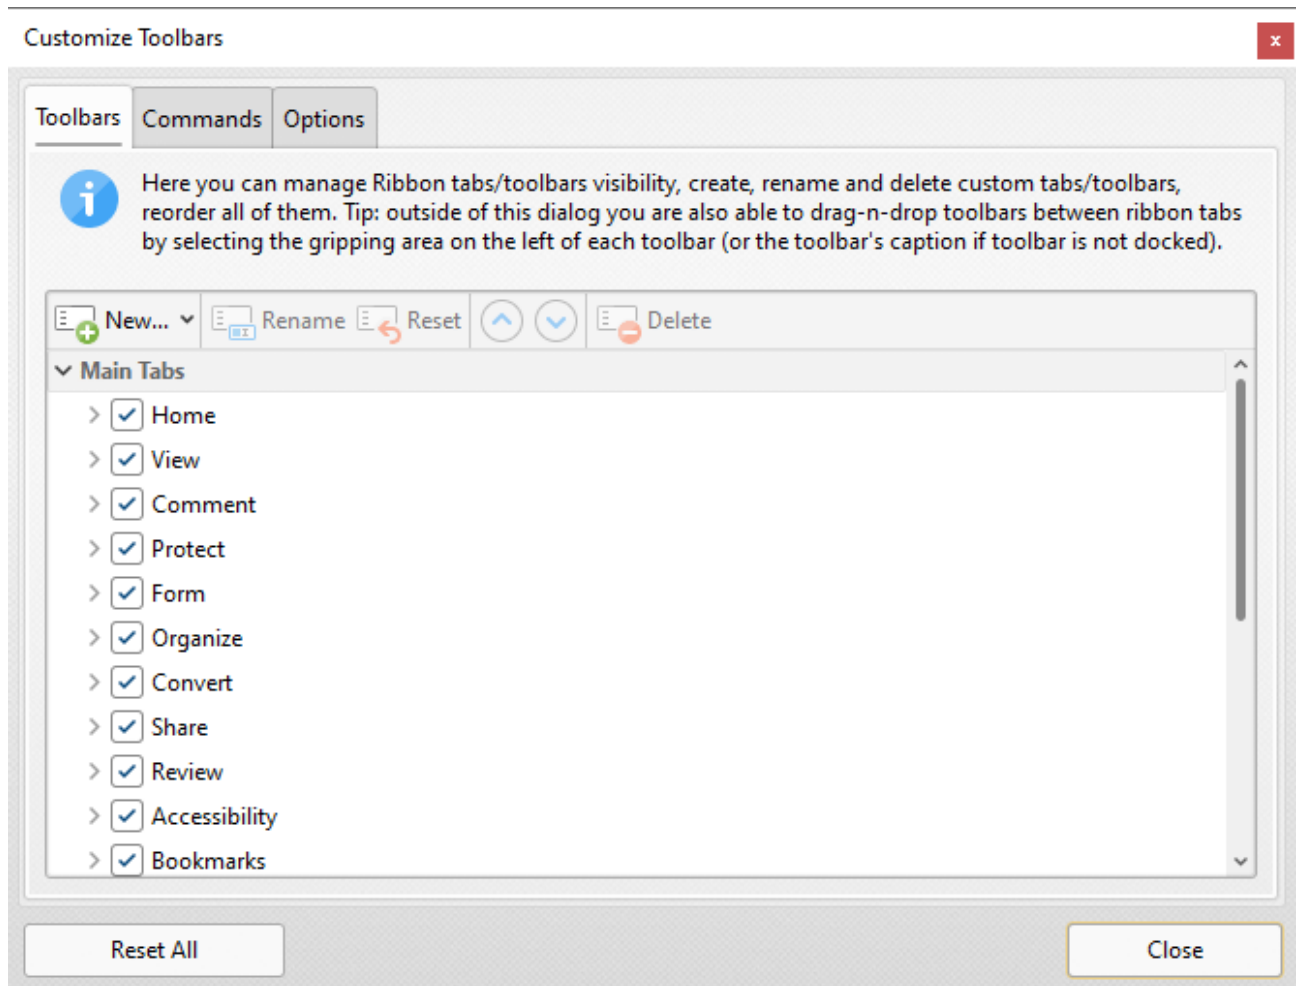 Customize Toolbars
x
Toolbars Commands Options
Here you can manage Ribbon tabs/toolbars visibility, create, rename and delete custom tabs/toolbars,
reorder all of them. Tip: outside of this dialog you are also able to drag-n-drop toolbars between ribbon tabs
by selecting the gripping area on the left of each toolbar (or the toolbar's caption if toolbar is not docked).
New... Rename Reset Delete
Main Tabs
Home
View
Comment
Protect
Form
Organize
Convert
Share
Review
Accessibility
Bookmarks
Reset All Close